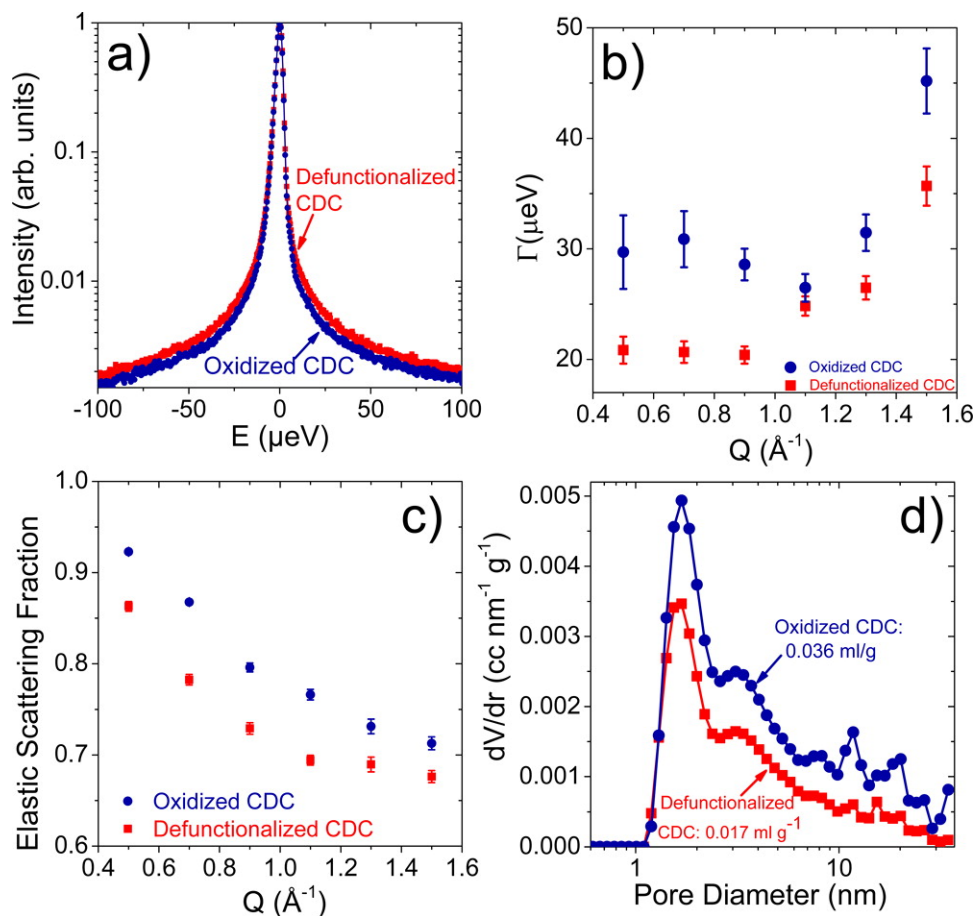 a)
1
0.1
0.01
Intensity (arb. units)
Defunctionalized
CDC
Oxidized CDC
-100
-50
0
50
100
E (µeV)
b)
50
40
30
20
Γ(µeV)
Oxidized CDC
Defunctionalized CDC
0.4
0.6
0.8
1.0
1.2
1.4
1.6
Q (Å⁻¹)
c)
1.0
0.9
0.8
0.7
0.6
Elastic Scattering Fraction
Oxidized CDC
Defunctionalized CDC
0.4
0.6
0.8
1.0
1.2
1.4
1.6
Q (Å⁻¹)
d)
0.005
0.004
0.003
0.002
0.001
0.000
dV/dr (cc nm⁻¹ g⁻¹)
Oxidized CDC:
0.036 ml/g
Defunctionalized
CDC: 0.017 ml g⁻¹
1
10
Pore Diameter (nm)